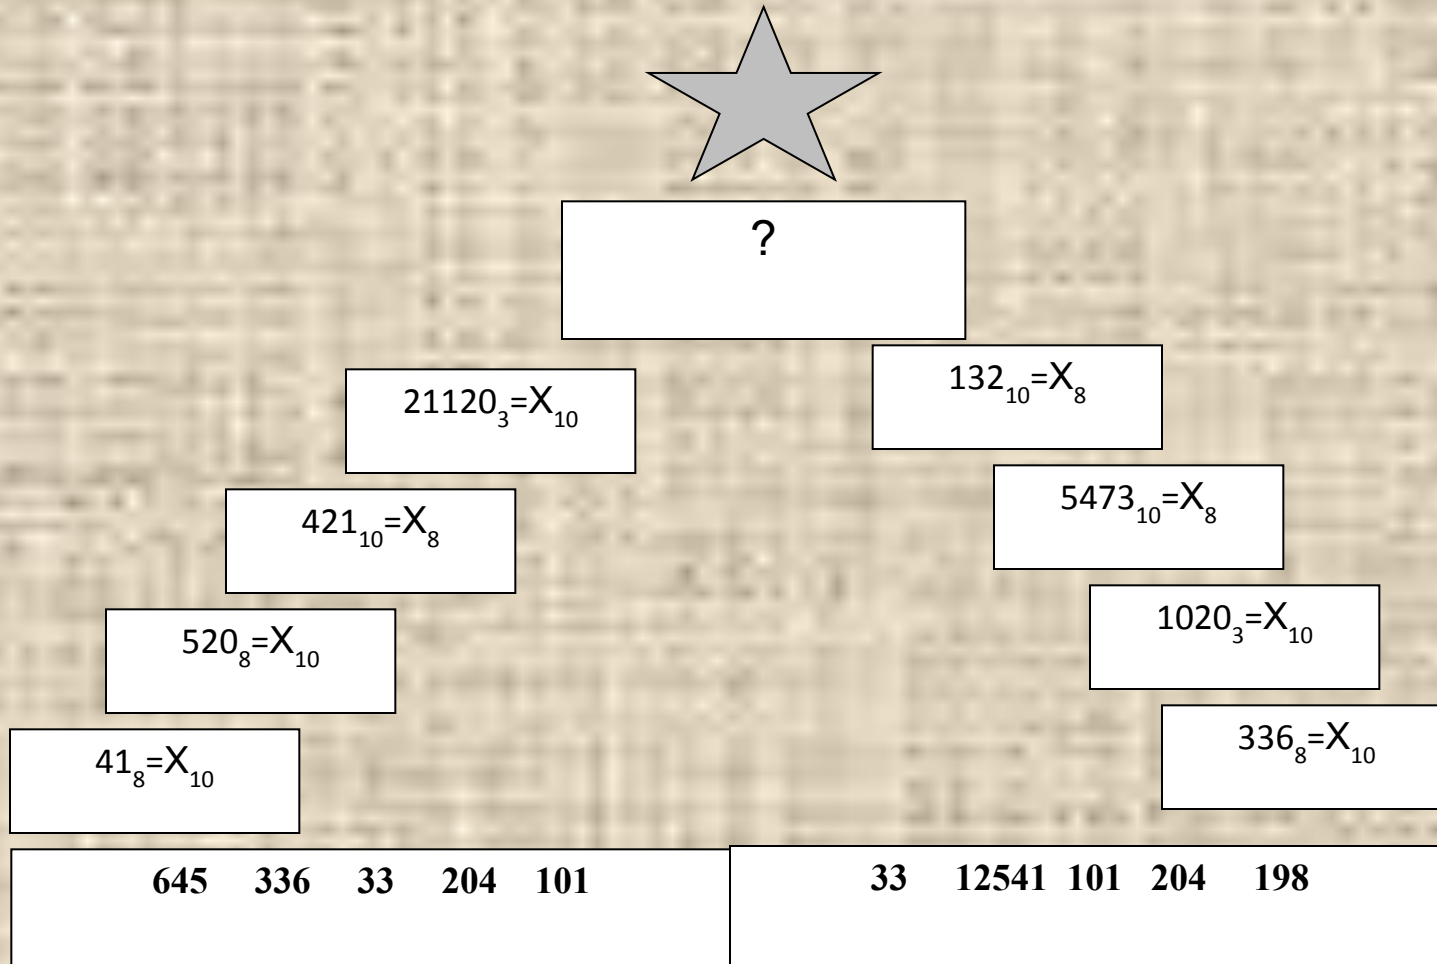 ?
21120₃=X₁₀
132₁₀=X₈
421₁₀=X₈
5473₁₀=X₈
520₈=X₁₀
1020₃=X₁₀
41₈=X₁₀
336₈=X₁₀
645 336 33 204 101
33 12541 101 204 198